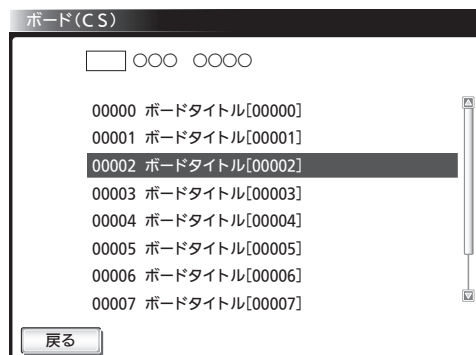 ボード(CS)
○○○ ○○○○
00000 ボードタイトル[00000]
00001 ボードタイトル[00001]
00002 ボードタイトル[00002]
00003 ボードタイトル[00003]
00004 ボードタイトル[00004]
00005 ボードタイトル[00005]
00006 ボードタイトル[00006]
00007 ボードタイトル[00007]
戻る